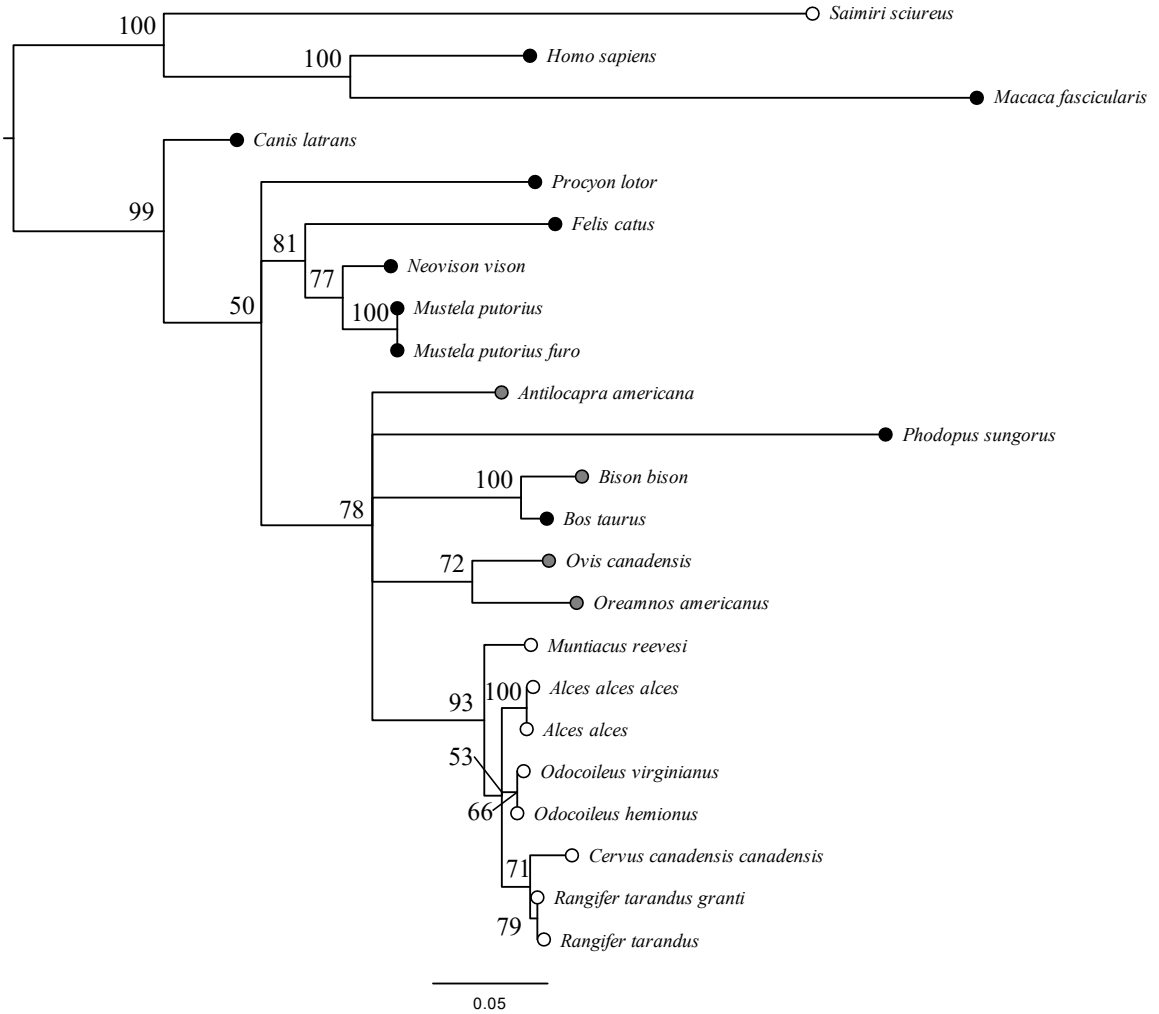 100
Saimiri sciureus
100
Homo sapiens
Macaca fascicularis
Canis latrans
99
Procyon lotor
81
Felis catus
77
Neovison vison
50
100
Mustela putorius
Mustela putorius furo
Antilocapra americana
Phodopus sungorus
100
Bison bison
78
Bos taurus
72
Ovis canadensis
Oreamnos americanus
Muntiacus reevesi
93
100
Alces alces alces
Alces alces
53
Odocoileus virginianus
66
Odocoileus hemionus
71
Cervus canadensis canadensis
Rangifer tarandus granti
79
Rangifer tarandus
0.05